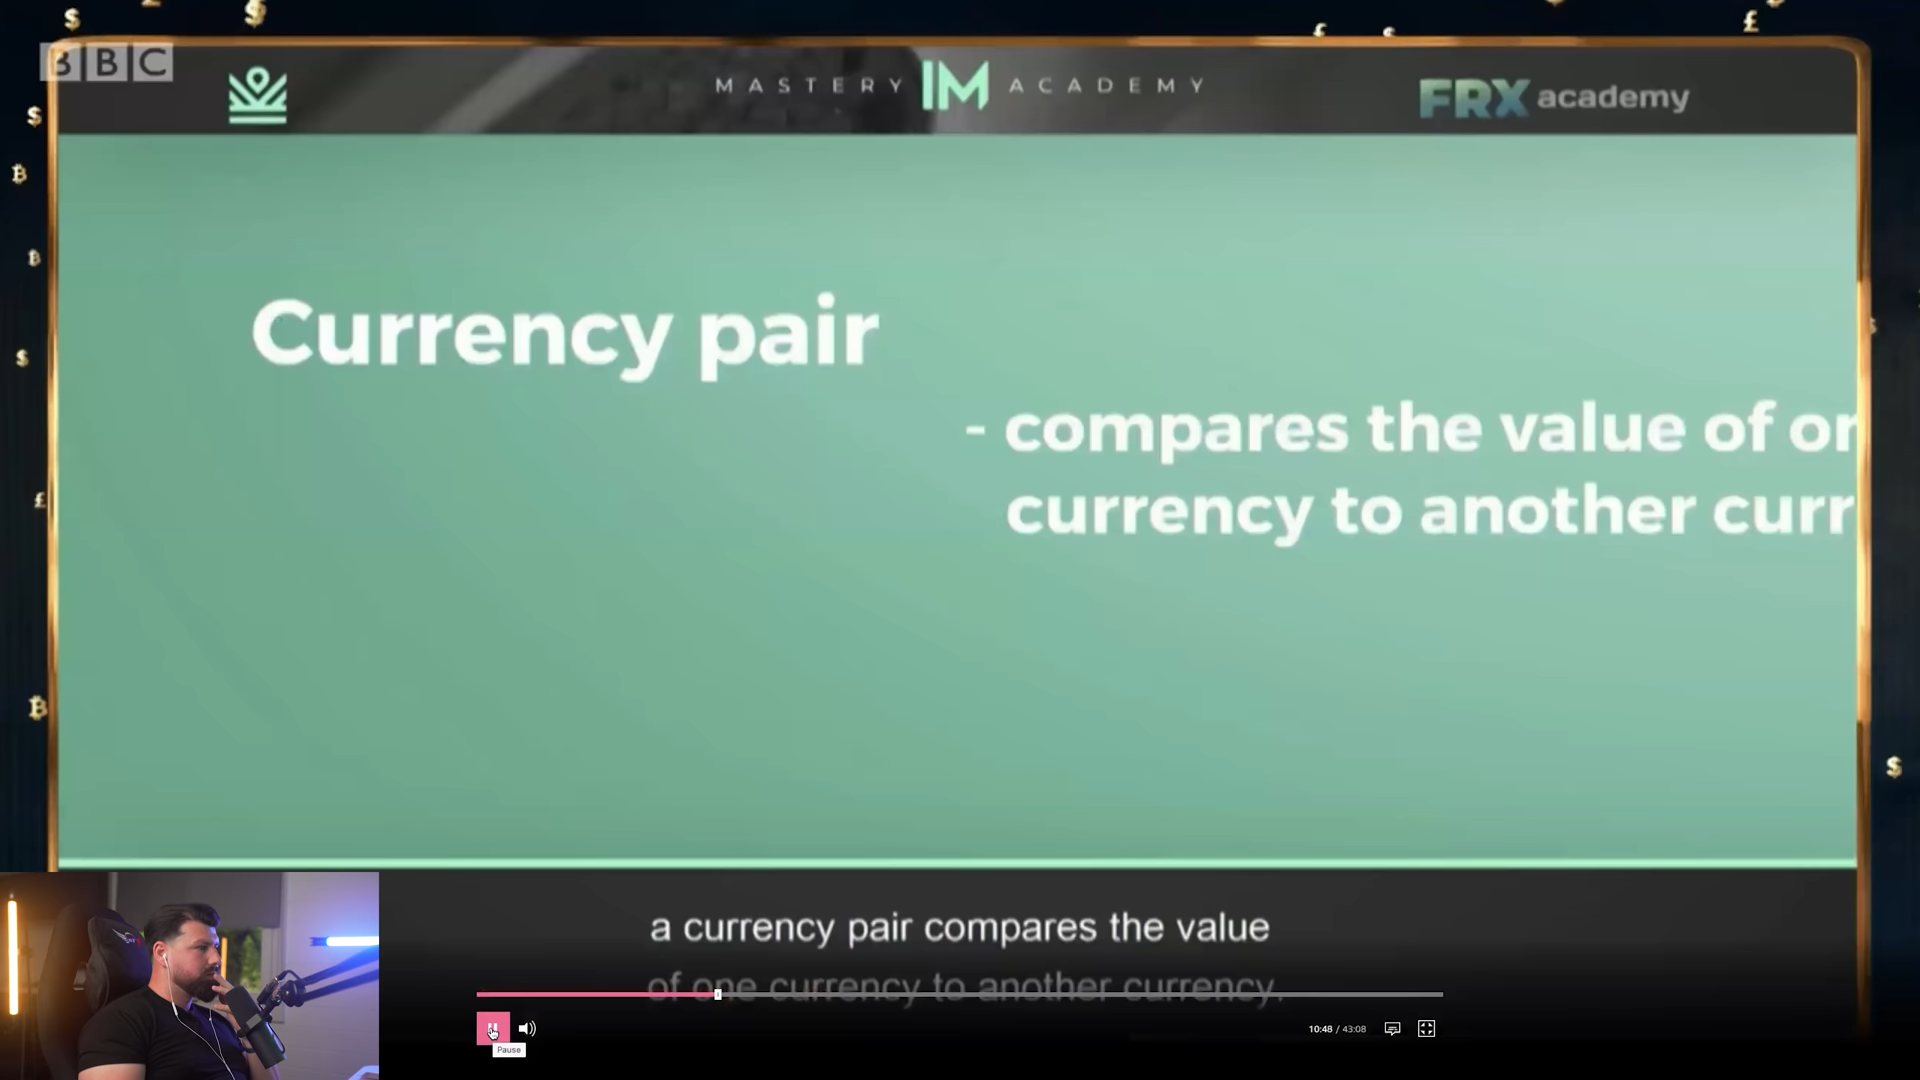 BBC
MASTERY IM ACADEMY
FRX academy
Currency pair
- compares the value of or
currency to another curr
a currency pair compares the value
of one currency to another currency.
10:48 / 43:08
Pause